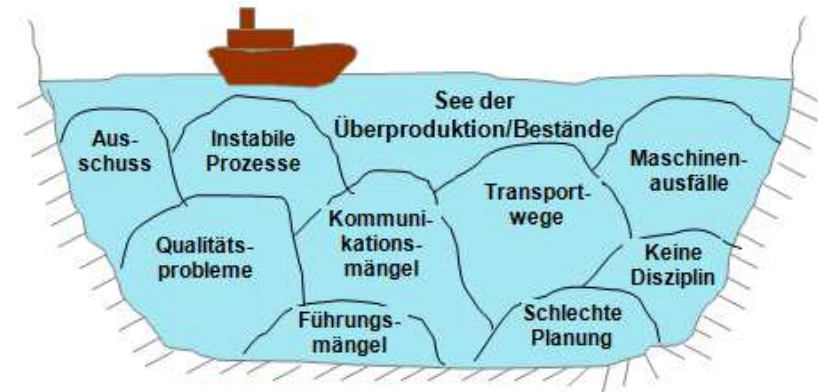 See der
Überproduktion/Bestände
Aus-
schuss
Instabile
Prozesse
Maschinen-
ausfälle
Transport-
wege
Kommuni-
kations-
mängel
Qualitäts-
probleme
Keine
Disziplin
Führungs-
mängel
Schlechte
Planung